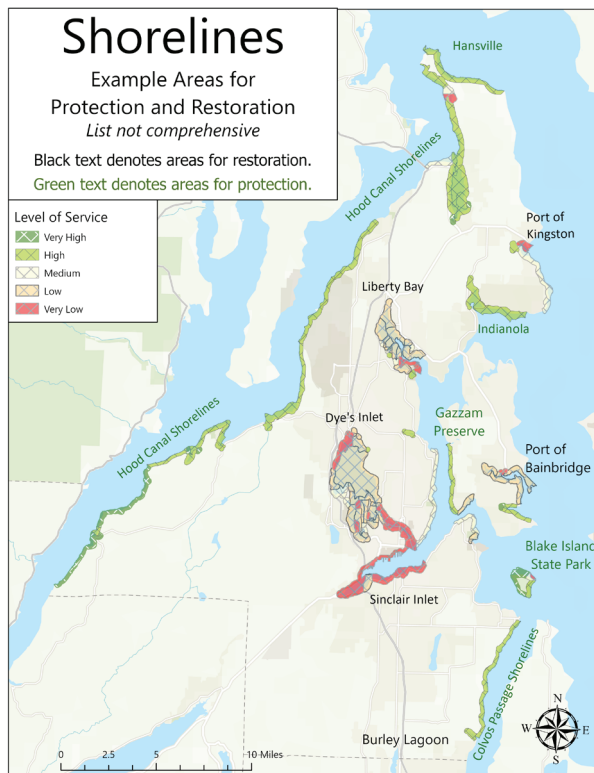 Shorelines
Example Areas for
Protection and Restoration
List not comprehensive
Black text denotes areas for restoration.
Green text denotes areas for protection.
Level of Service
Very High
High
Medium
Low
Very Low
Hansville
Hood Canal Shorelines
Port of
Kingston
Liberty Bay
Indianola
Dye's Inlet
Gazzam
Preserve
Hood Canal Shorelines
Port of
Bainbridge
Blake Island
State Park
Sinclair Inlet
Colvos Passage Shorelines
Burley Lagoon
N
W
E
S
0
2.5
5
10 Miles